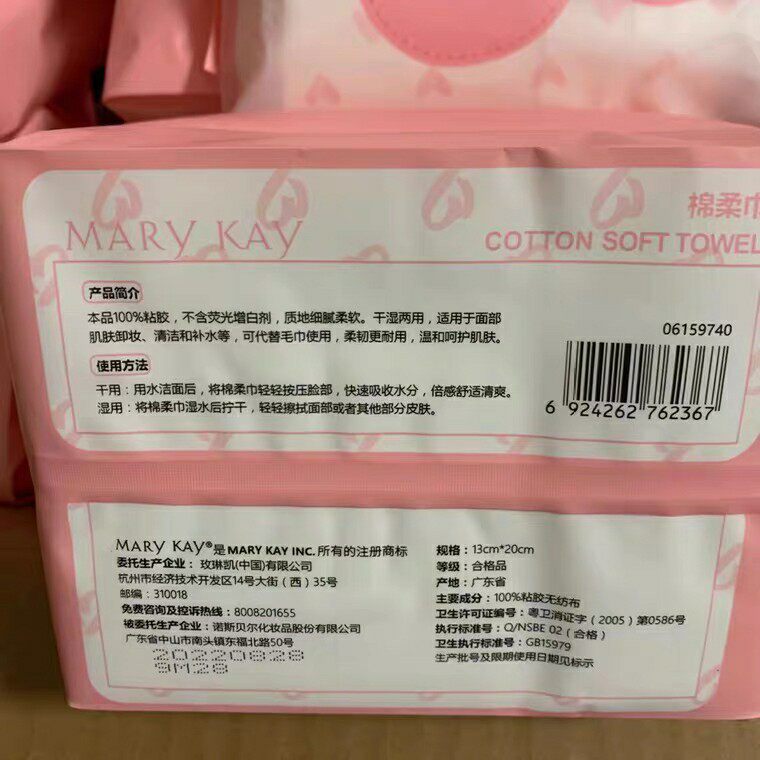 棉柔巾
MARY KAY
COTTON SOFT TOWEL
产品简介
本品100%粘胶，不含荧光增白剂，质地细腻柔软。干湿两用，适用于面部
肌肤卸妆、清洁和补水等，可代替毛巾使用，柔韧更耐用，温和呵护肌肤。
使用方法
干用：用水洁面后，将棉柔巾轻轻按压脸部，快速吸收水分，倍感舒适清爽。
湿用：将棉柔巾湿水后拧干，轻轻擦拭面部或者其他部分皮肤。
06159740
6 924262 762367
MARY KAY®是MARY KAY INC.所有的注册商标
委托生产企业：玫琳凯(中国)有限公司
杭州市经济技术开发区14号大街（西）35号
邮编：310018
免费咨询及控诉热线：8008201655
被委托生产企业：诺斯贝尔化妆品股份有限公司
广东省中山市南头镇东福北路50号
20220828
9M28
规格：13cm*20cm
等级：合格品
产地：广东省
主要成分：100%粘胶无纺布
卫生许可证编号：粤卫消证字（2005）第0586号
执行标准号：Q/NSBE 02（合格）
卫生执行标准号：GB15979
生产批号及限期使用日期见标示